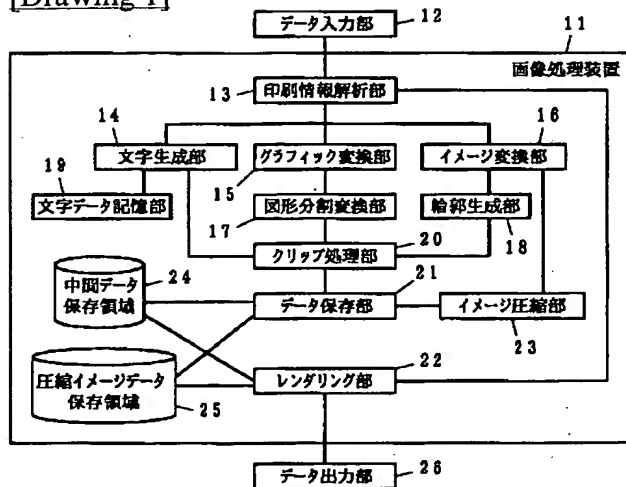 [Drawing 1]
データ入力部 12
11
画像処理装置
13 印刷情報解析部
14 16
文字生成部 グラフィック変換部 イメージ変換部
19 15
文字データ記憶部 図形分割変換部 輪郭生成部
17 18
クリップ処理部 20
中間データ
保存領域 24
データ保存部 21
イメージ圧縮部
23
圧縮イメージデータ
保存領域 25
レンダリング部 22
データ出力部 26